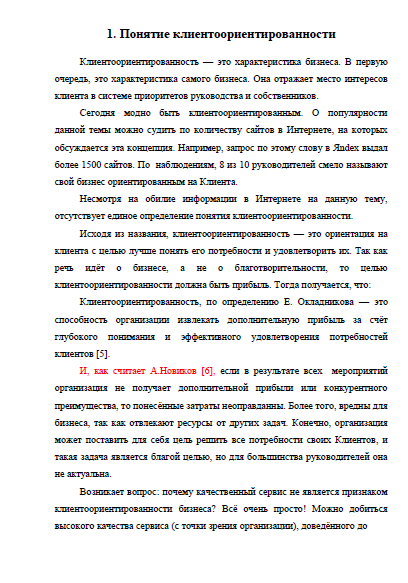 1. Понятие клиентоориентированности
Клиентоориентированность — это характеристика бизнеса. В первую
очередь, это характеристика самого бизнеса. Она отражает место интересов
клиента в системе приоритетов руководства и собственников.
Сегодня модно быть клиентоориентированным. О популярности
данной темы можно судить по количеству сайтов в Интернете, на которых
обсуждается эта концепция. Например, запрос по этому слову в Яndex выдал
более 1500 сайтов. По наблюдениям, 8 из 10 руководителей смело называют
свой бизнес ориентированным на Клиента.
Несмотря на обилие информации в Интернете на данную тему,
отсутствует единое определение понятия клиентоориентированности.
Исходя из названия, клиентоориентированность — это ориентация на
клиента с целью лучше понять его потребности и удовлетворить их. Так как
речь идёт о бизнесе, а не о благотворительности, то целью
клиентоориентированности должна быть прибыль. Тогда получается, что:
Клиентоориентированность, по определению Е. Окладникова — это
способность организации извлекать дополнительную прибыль за счёт
глубокого понимания и эффективного удовлетворения потребностей
клиентов [5].
И, как считает А.Новиков [6], если в результате всех мероприятий
организация не получает дополнительной прибыли или конкурентного
преимущества, то понесённые затраты неоправданны. Более того, вредны для
бизнеса, так как отвлекают ресурсы от других задач. Конечно, организация
может поставить для себя цель решить все потребности своих Клиентов, и
такая задача является благой целью, но для большинства руководителей она
не актуальна.
Возникает вопрос: почему качественный сервис не является признаком
клиентоориентированности бизнеса? Всё очень просто! Можно добиться
высокого качества сервиса (с точки зрения организации), доведённого до